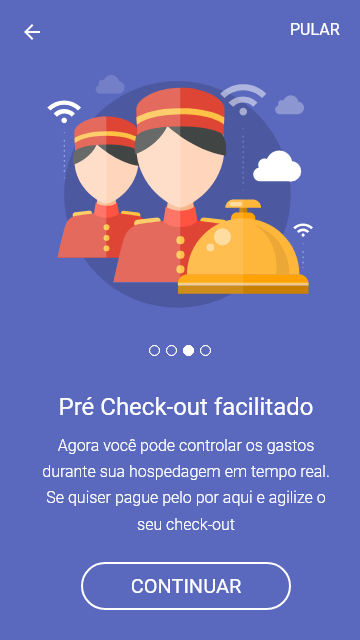 PULAR
Pré Check-out facilitado
Agora você pode controlar os gastos
durante sua hospedagem em tempo real.
Se quiser pague pelo por aqui e agilize o
seu check-out
CONTINUAR